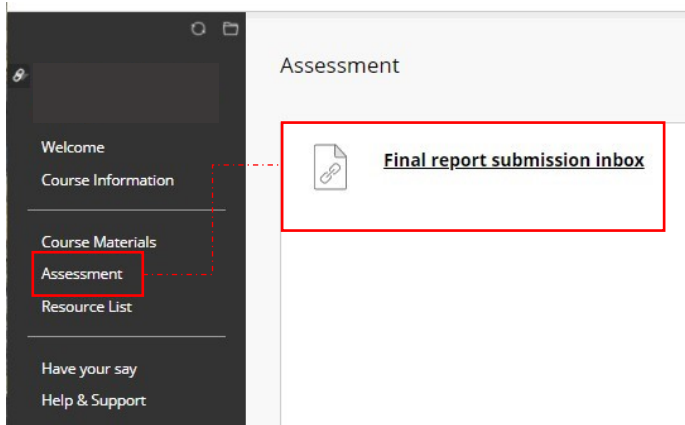 Welcome
Course Information
Course Materials
Assessment
Resource List
Have your say
Help & Support
Assessment
Final report submission inbox